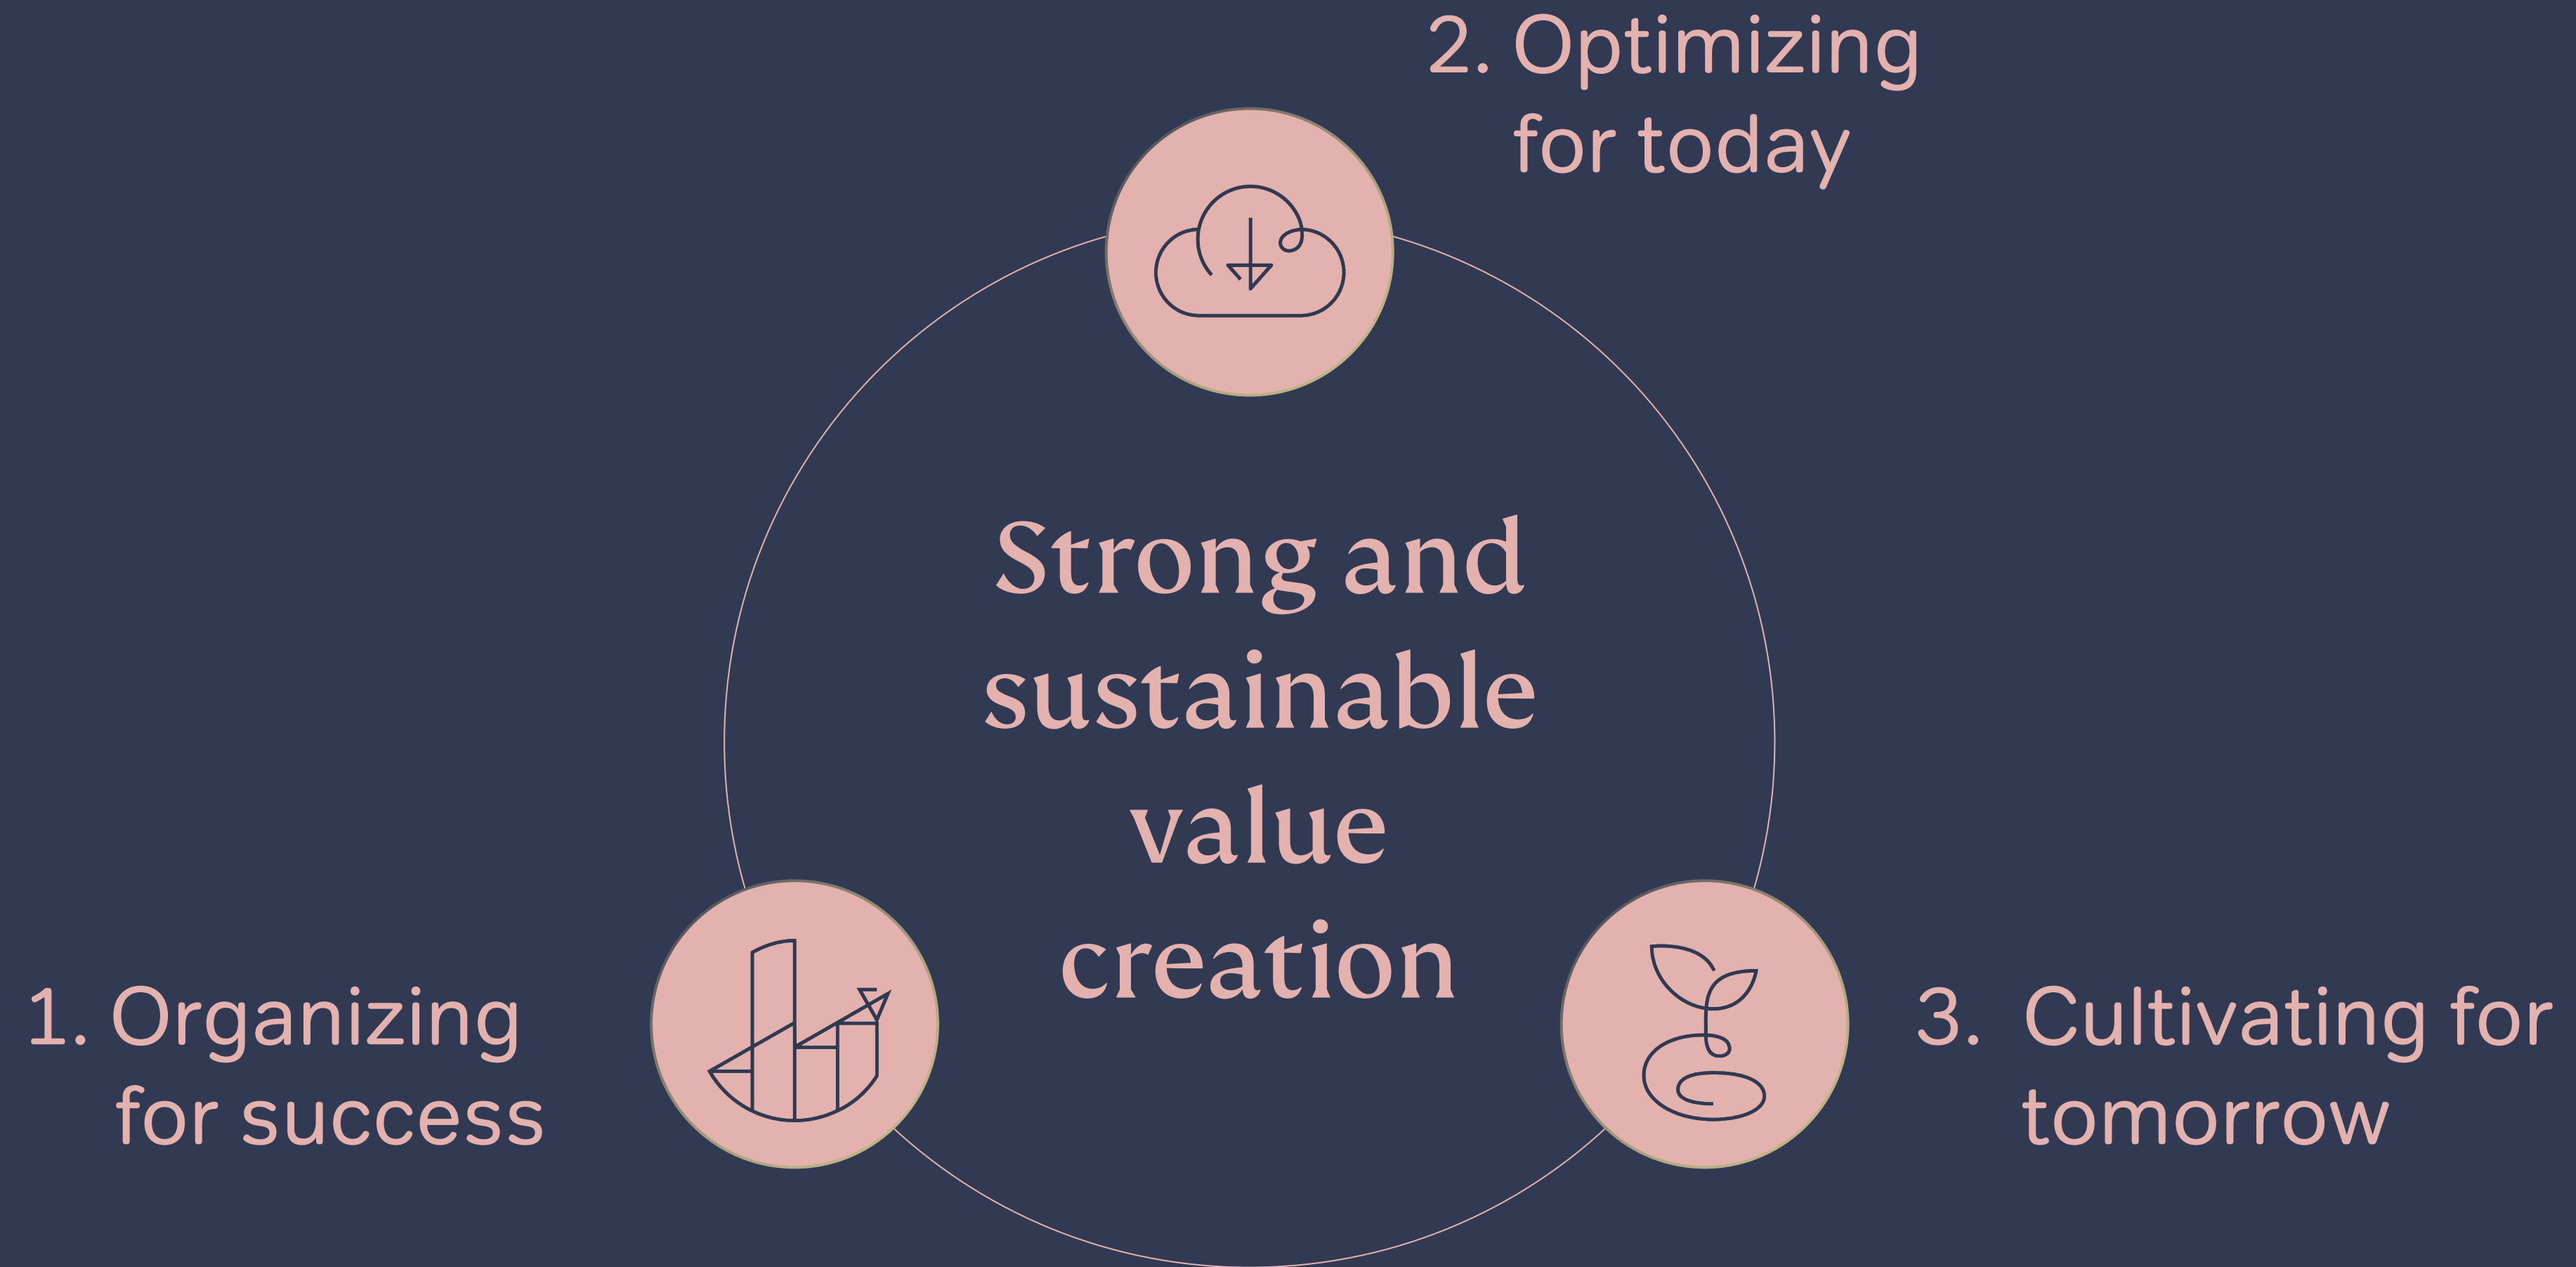 2. Optimizing
for today
Strong and
sustainable
value
creation
1. Organizing
for success
3. Cultivating for
tomorrow